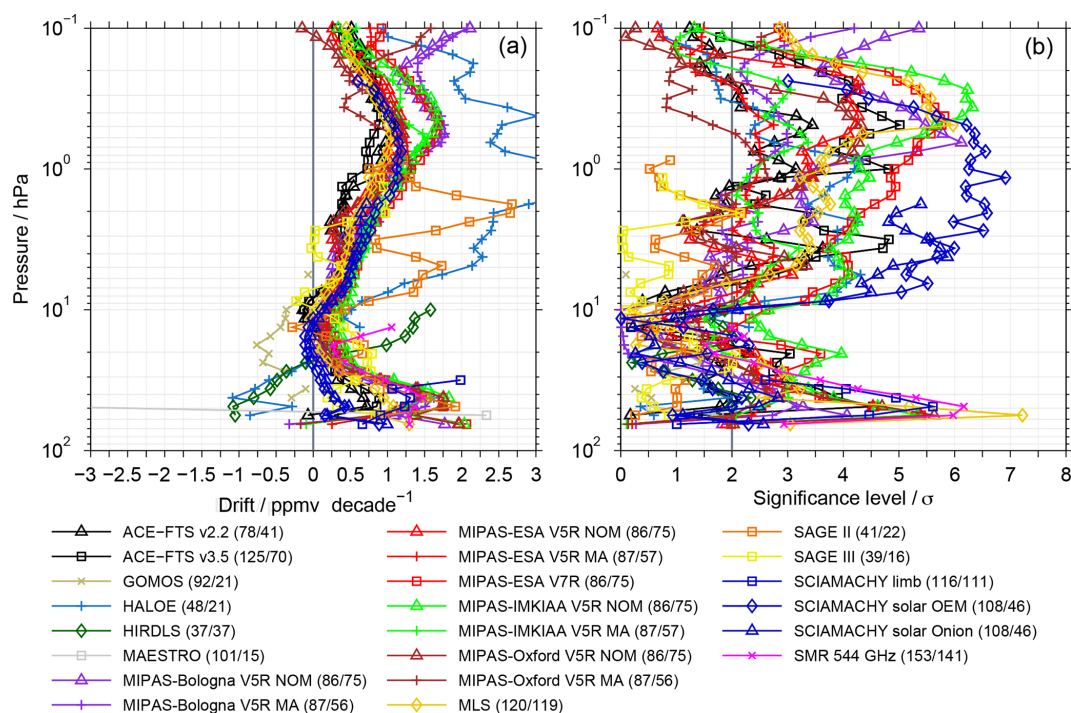 (a) (b)
10⁻¹ 10⁻¹
10⁰ 10⁰
10¹ 10¹
10² 10²
Pressure / hPa
−3 −2.5 −2 −1.5 −1 −0.5 0 0.5 1 1.5 2 2.5 3 0 1 2 3 4 5 6 7 8
Drift / ppmv decade⁻¹ Significance level / σ
ACE−FTS v2.2 (78/41) MIPAS-ESA V5R NOM (86/75) SAGE II (41/22)
ACE−FTS v3.5 (125/70) MIPAS-ESA V5R MA (87/57) SAGE III (39/16)
GOMOS (92/21) MIPAS-ESA V7R (86/75) SCIAMACHY limb (116/111)
HALOE (48/21) MIPAS-IMKIAA V5R NOM (86/75) SCIAMACHY solar OEM (108/46)
HIRDLS (37/37) MIPAS-IMKIAA V5R MA (87/57) SCIAMACHY solar Onion (108/46)
MAESTRO (101/15) MIPAS-Oxford V5R NOM (86/75) SMR 544 GHz (153/141)
MIPAS-Bologna V5R NOM (86/75) MIPAS-Oxford V5R MA (87/56)
MIPAS-Bologna V5R MA (87/56) MLS (120/119)